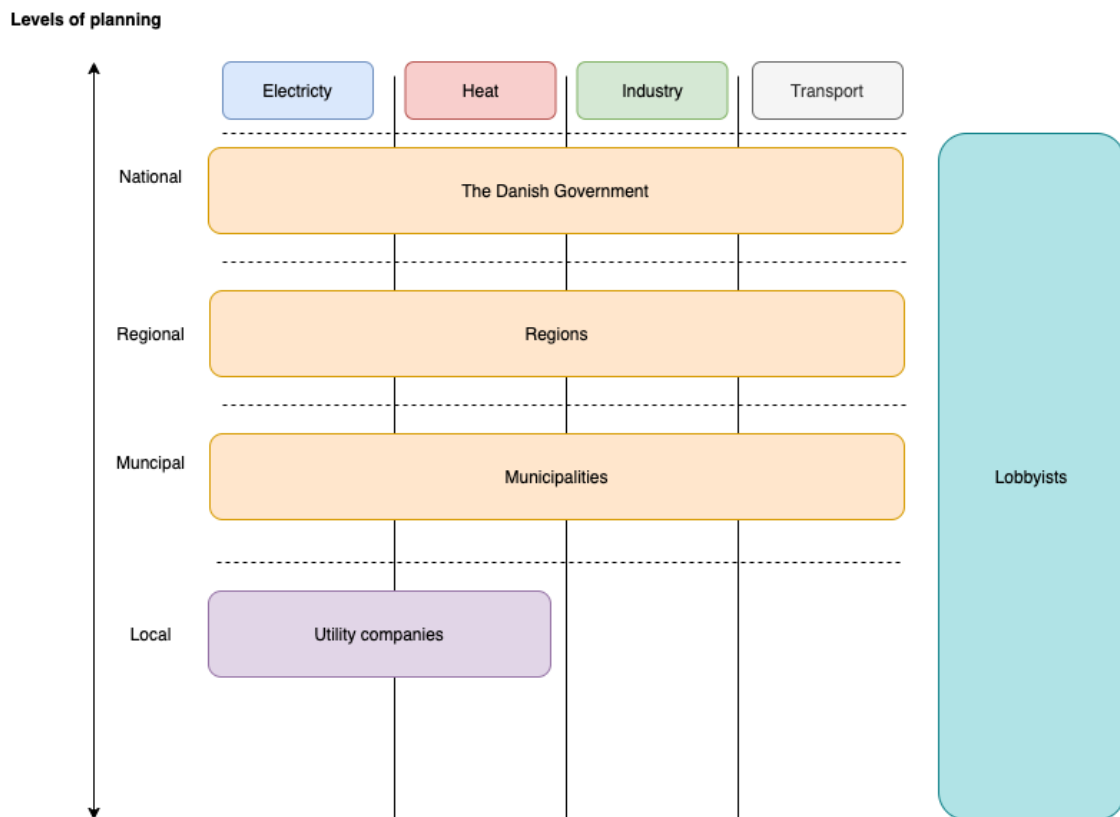 Levels of planning
Electricty
Heat
Industry
Transport
National
The Danish Government
Regional
Regions
Muncipal
Municipalities
Lobbyists
Local
Utility companies